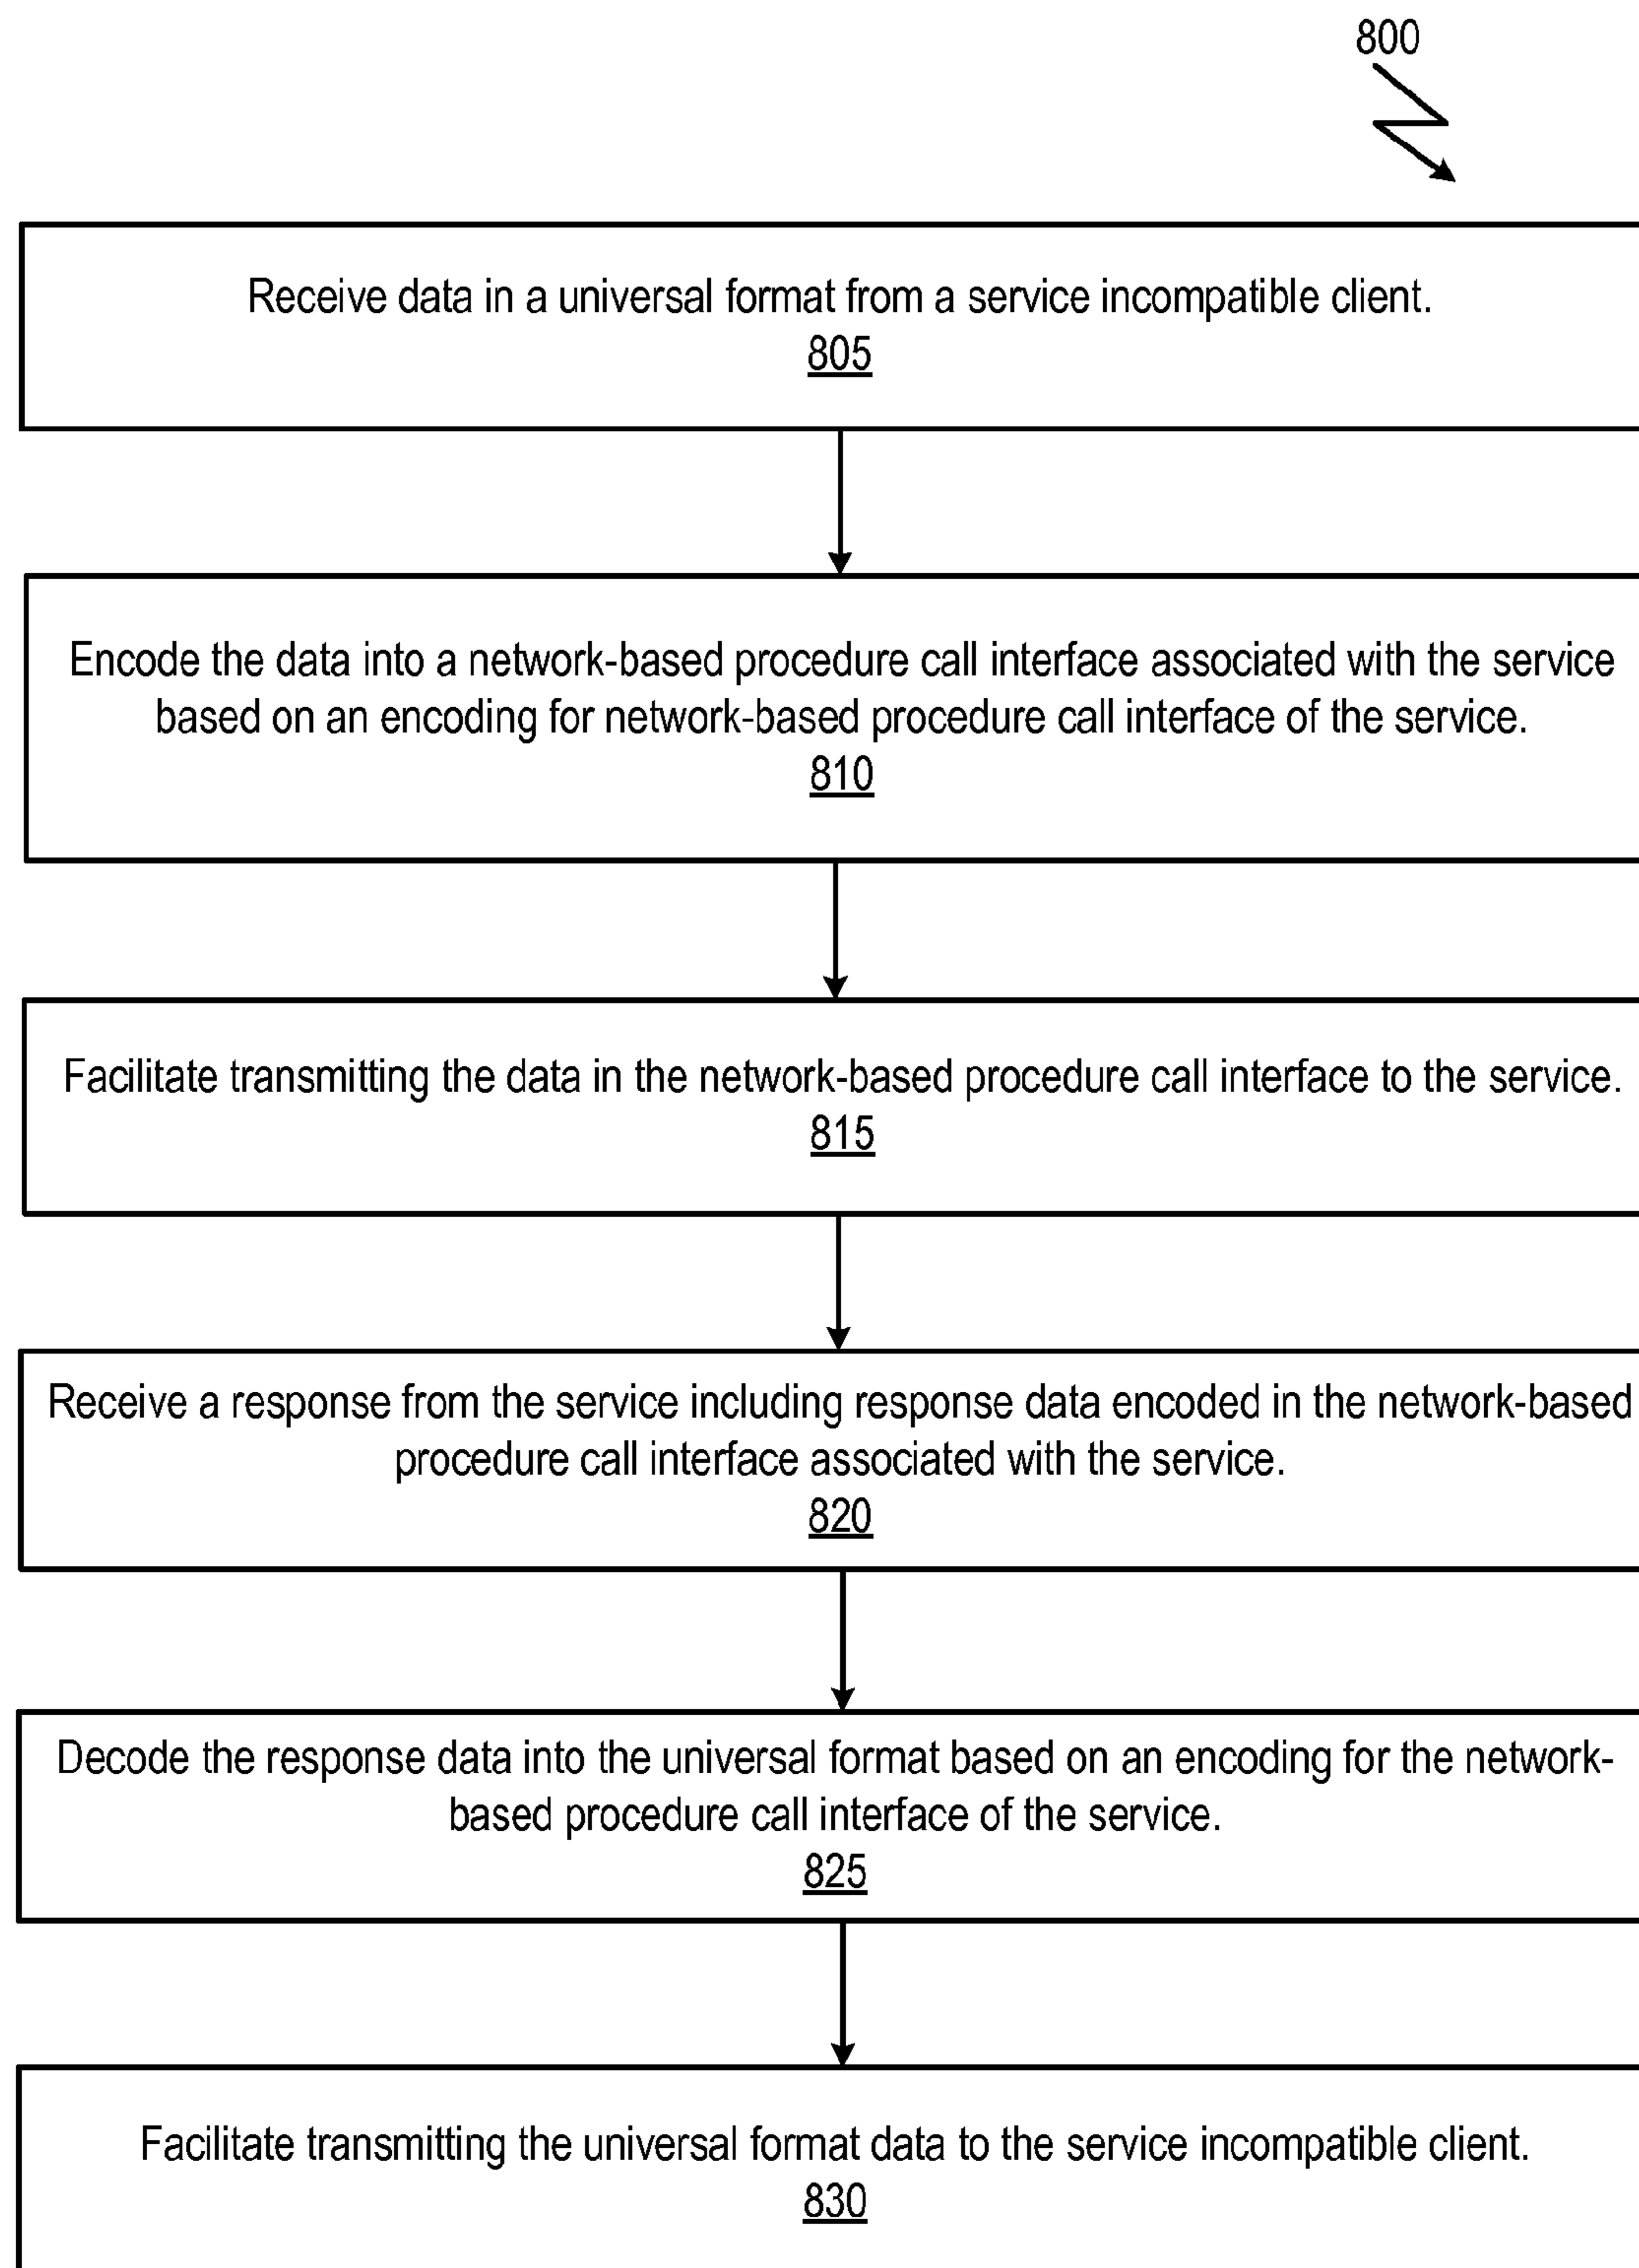 800
Receive data in a universal format from a service incompatible client.
805
Encode the data into a network-based procedure call interface associated with the service
based on an encoding for network-based procedure call interface of the service.
810
Facilitate transmitting the data in the network-based procedure call interface to the service.
815
Receive a response from the service including response data encoded in the network-based
procedure call interface associated with the service.
820
Decode the response data into the universal format based on an encoding for the network-
based procedure call interface of the service.
825
Facilitate transmitting the universal format data to the service incompatible client.
830